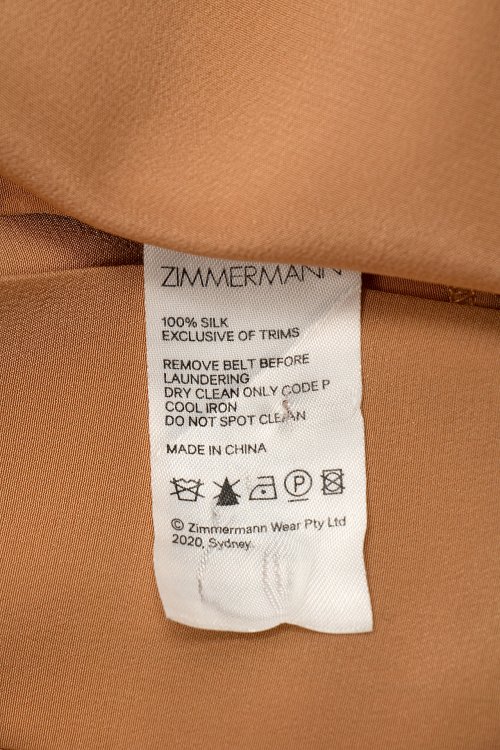 ZIMMERMANN
100% SILK
EXCLUSIVE OF TRIMS
REMOVE BELT BEFORE
LAUNDERING
DRY CLEAN ONLY CODE P
COOL IRON
DO NOT SPOT CLEAN
MADE IN CHINA
P
© Zimmermann Wear Pty Ltd
2020, Sydney.